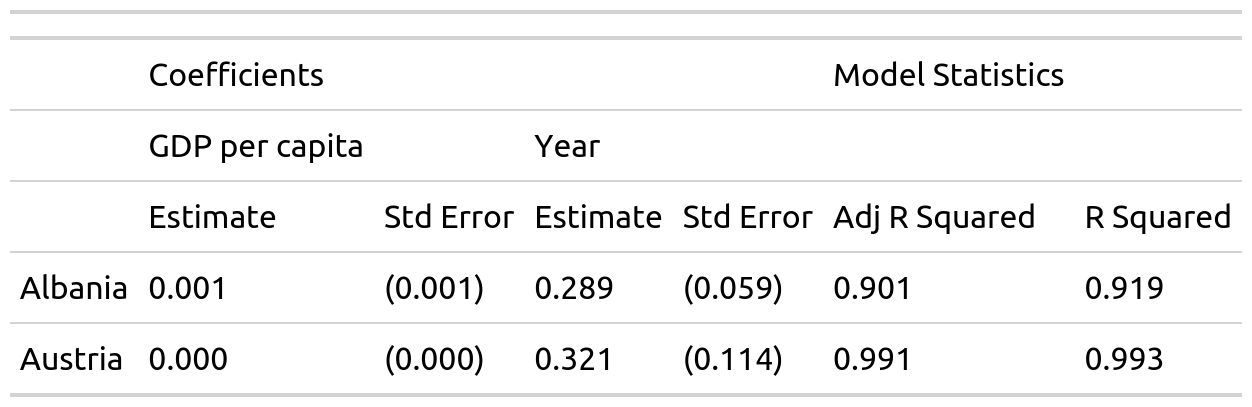 Coefficients Model Statistics
GDP per capita Year
Estimate Std Error Estimate Std Error Adj R Squared R Squared
Albania 0.001 (0.001) 0.289 (0.059) 0.901 0.919
Austria 0.000 (0.000) 0.321 (0.114) 0.991 0.993